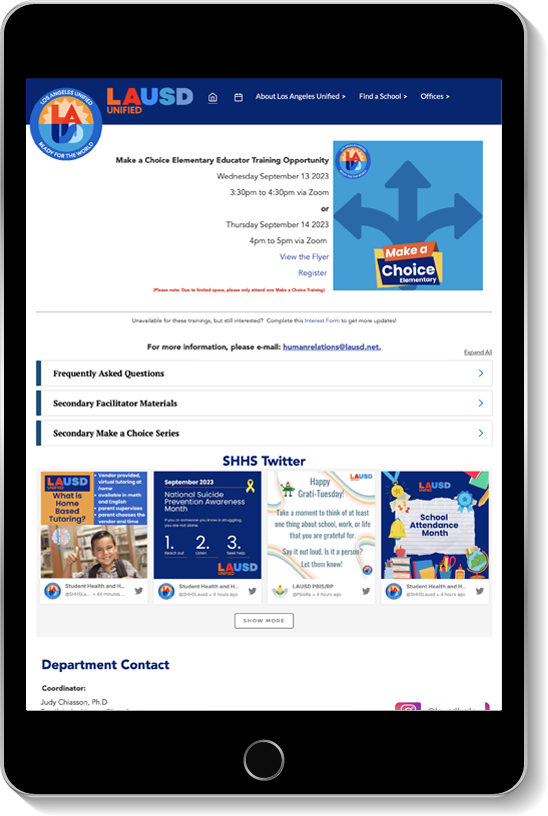 LOS ANGELES UNIFIED
LAUSD
READY FOR THE WORLD
LAUSD
UNIFIED
About Los Angeles Unified >
Find a School >
Offices >
Make a Choice Elementary Educator Training Opportunity
Wednesday September 13 2023
3:30pm to 4:30pm via Zoom
or
Thursday September 14 2023
4pm to 5pm via Zoom
View the Flyer
Register
(Please note: Due to limited space, please only attend one Make a Choice Training)
Make a
Choice
Elementary
Unavailable for these trainings, but still interested? Complete this Interest Form to get more updates!
For more information, please e-mail: humanrelations@lausd.net.
Expand All
Frequently Asked Questions
Secondary Facilitator Materials
Secondary Make a Choice Series
SHHS Twitter
LAUSD
UNIFIED
What is
Home
Based
Tutoring?
• Vendor provided,
virtual tutoring at
home
• available in math
and English
• parent supervises
• parent chooses the
vendor and time
Student Health and H...
@SHHSLausd • 44 minutes ...
September 2023
National Suicide
Prevention Awareness
Month
If you or someone you know is struggling,
you are not alone.
1.
Reach out
2.
Listen
3.
Seek help
LAUSD
UNIFIED
Student Health and H...
@SHHSLausd • 4 hours ago
LAUSD
Happy
Grati-Tuesday!
Take a moment to think of at least
one thing about school, work, or life
that you are grateful for.
Say it out loud. Is it a person?
Let them know!
LAUSD PBIS/RP
• 4 hours ago
LAUSD
UNIFIED
School
Attendance
Month
Student Health and H...
@SHHSLausd • 4 hours ago
SHOW MORE
Department Contact
Coordinator:
Judy Chiasson, Ph.D